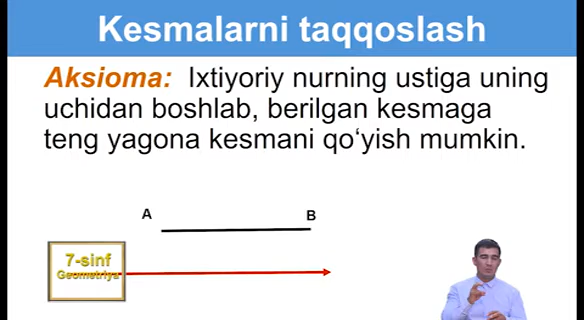 Kesmalarni taqqoslash
Aksioma: Ixtiyoriy nurning ustiga uning
uchidan boshlab, berilgan kesmaga
teng yagona kesmani qo‘yish mumkin.
A B
7-sinf
Geometriya